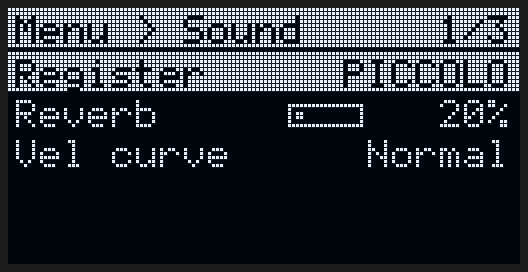 Menu > Sound 1/3
Register PICCOLO
Reverb 20%
Vel curve Normal